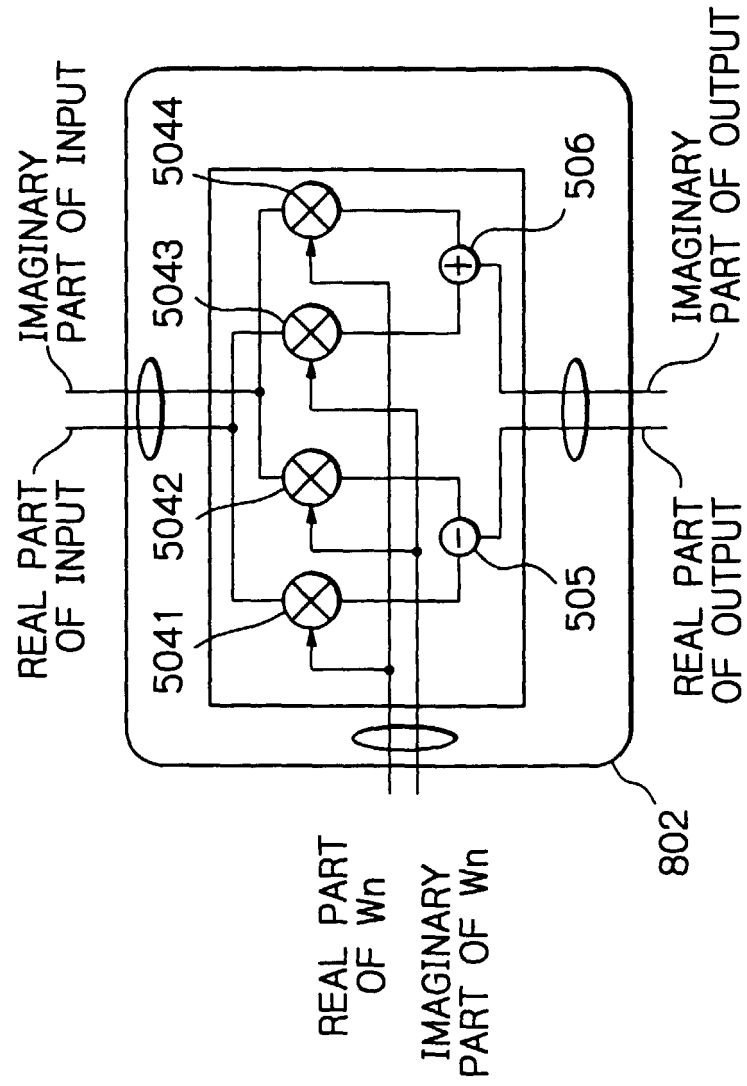 REAL PART
OF INPUT
IMAGINARY
PART OF INPUT
5041
5042
5043
5044
REAL PART
OF Wn
IMAGINARY
PART OF Wn
−
+
505
506
802
REAL PART
OF OUTPUT
IMAGINARY
PART OF OUTPUT